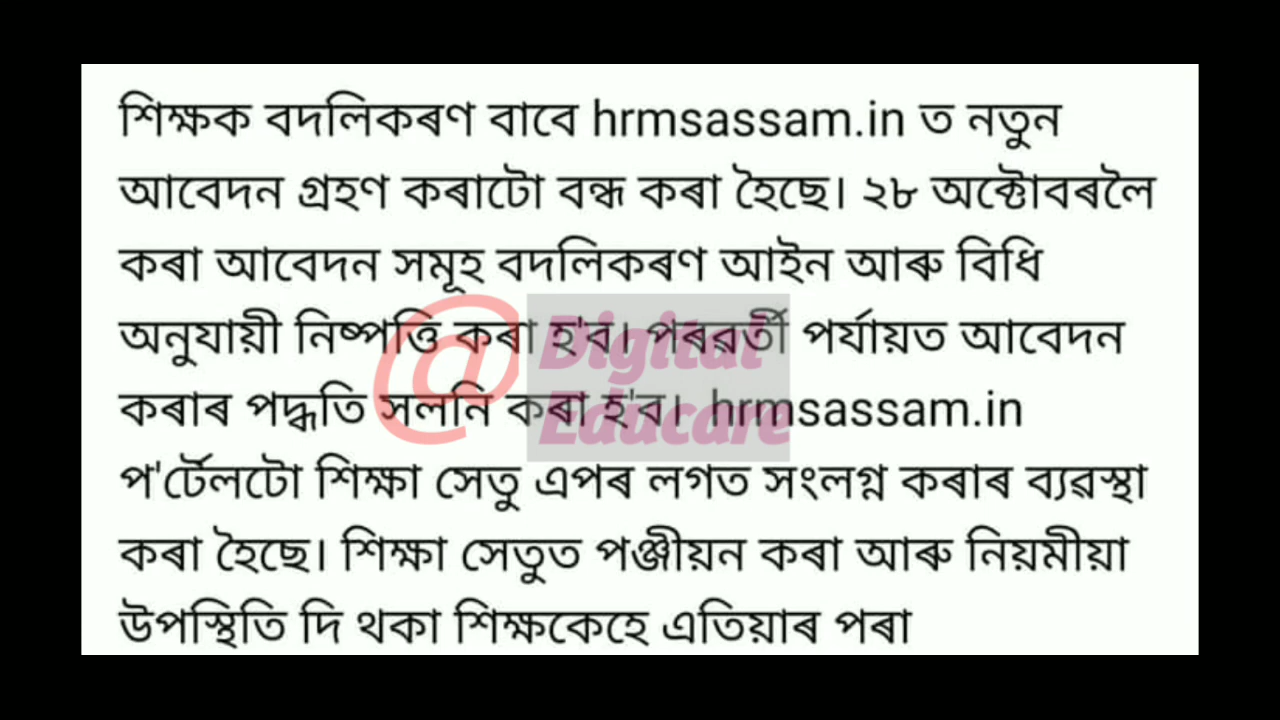 শিক্ষক বদলিকৰণ বাবে hrmsassam.in ত নতুন
আবেদন গ্ৰহণ কৰাটো বন্ধ কৰা হৈছে। ২৮ অক্টোবৰলৈ
কৰা আবেদন সমূহ বদলিকৰণ আইন আৰু বিধি
অনুযায়ী নিষ্পত্তি কৰা হ'ব। পৰৱৰ্তী পৰ্যায়ত আবেদন
কৰাৰ পদ্ধতি সলনি কৰা হ'ব। hrmsassam.in
প'ৰ্টেলটো শিক্ষা সেতু এপৰ লগত সংলগ্ন কৰাৰ ব্যৱস্থা
কৰা হৈছে। শিক্ষা সেতুত পঞ্জীয়ন কৰা আৰু নিয়মীয়া
উপস্থিতি দি থকা শিক্ষকেহে এতিয়াৰ পৰা
@ Digital
Educare